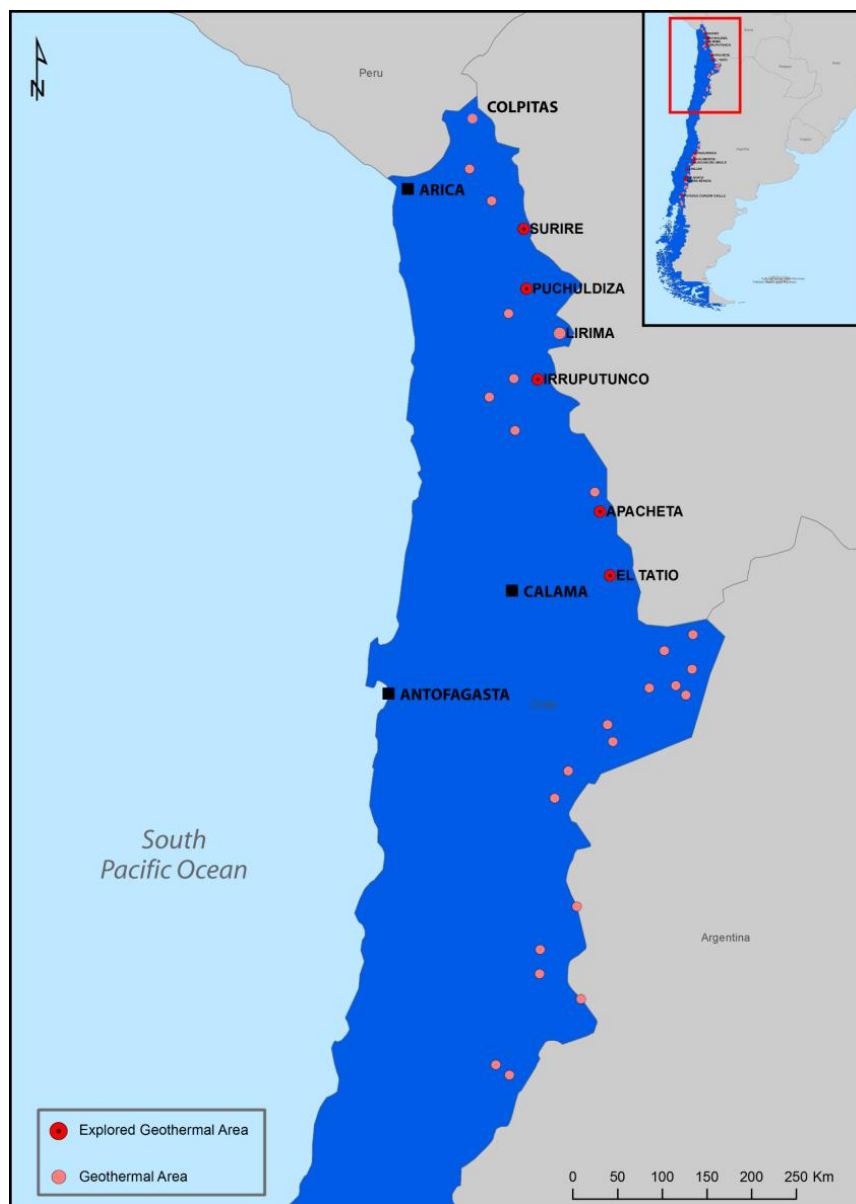 N
Peru
COLPITAS
ARICA
SURIRE
PUCHULDIZA
LIRIMA
IRRUPUTUNCO
APACHETA
EL TATIO
CALAMA
ANTOFAGASTA
South
Pacific Ocean
Argentina
Explored Geothermal Area
Geothermal Area
0 50 100 150 200 250 Km